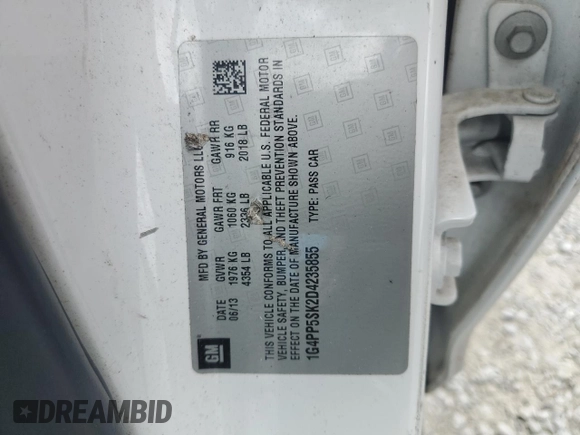 MFD BY GENERAL MOTORS LLC
DATE GVWR GAWR FRT GAWR RR
06/13 1976 KG 1060 KG 916 KG
4354 LB 2336 LB 2018 LB
THIS VEHICLE CONFORMS TO ALL APPLICABLE U.S. FEDERAL MOTOR
VEHICLE SAFETY, BUMPER, AND THEFT PREVENTION STANDARDS IN
EFFECT ON THE DATE OF MANUFACTURE SHOWN ABOVE.
1G4PP5SK2D4235855 TYPE: PASS CAR
GM
DREAMBID